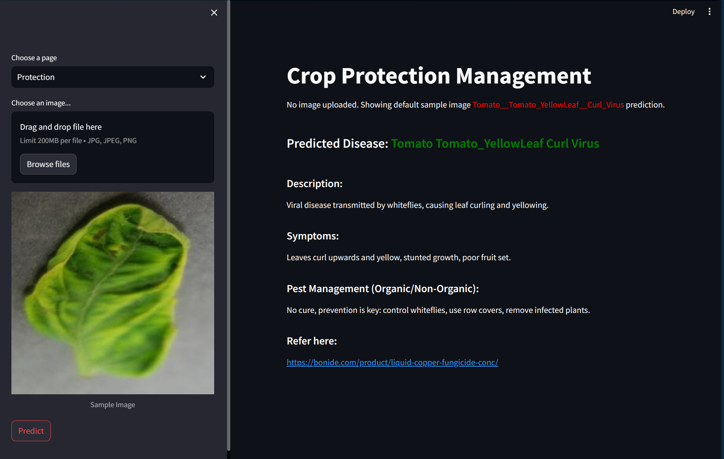 Deploy
Choose a page
Protection
Choose an image...
Drag and drop file here
Limit 200MB per file • JPG, JPEG, PNG
Browse files
Sample Image
Predict
Crop Protection Management
No image uploaded. Showing default sample image Tomato__Tomato_YellowLeaf__Curl_Virus prediction.
Predicted Disease: Tomato Tomato_YellowLeaf Curl Virus
Description:
Viral disease transmitted by whiteflies, causing leaf curling and yellowing.
Symptoms:
Leaves curl upwards and yellow, stunted growth, poor fruit set.
Pest Management (Organic/Non-Organic):
No cure, prevention is key: control whiteflies, use row covers, remove infected plants.
Refer here:
https://bonide.com/product/liquid-copper-fungicide-conc/